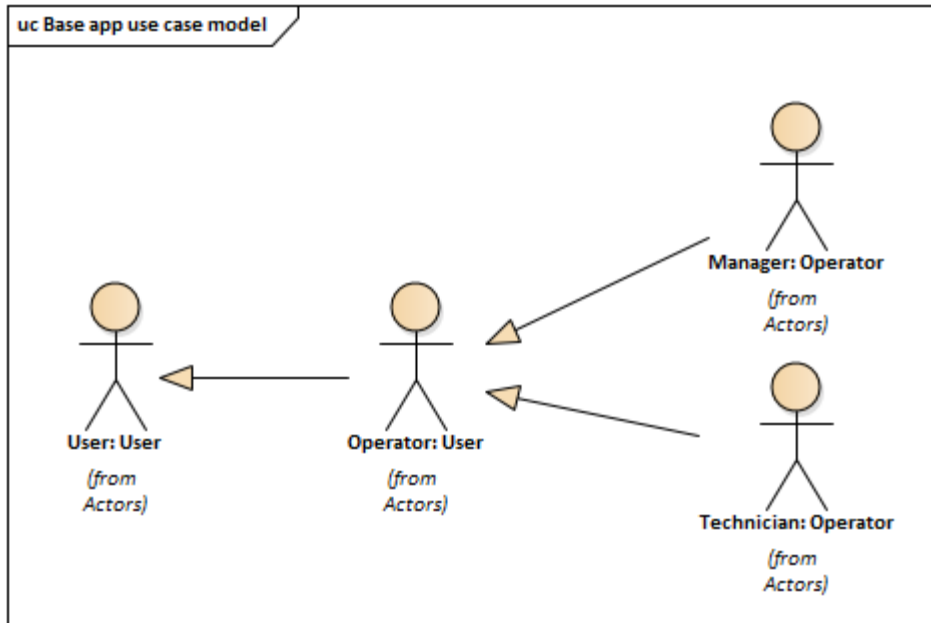 uc Base app use case model
Manager: Operator
(from
Actors)
User: User
(from
Actors)
Operator: User
(from
Actors)
Technician: Operator
(from
Actors)